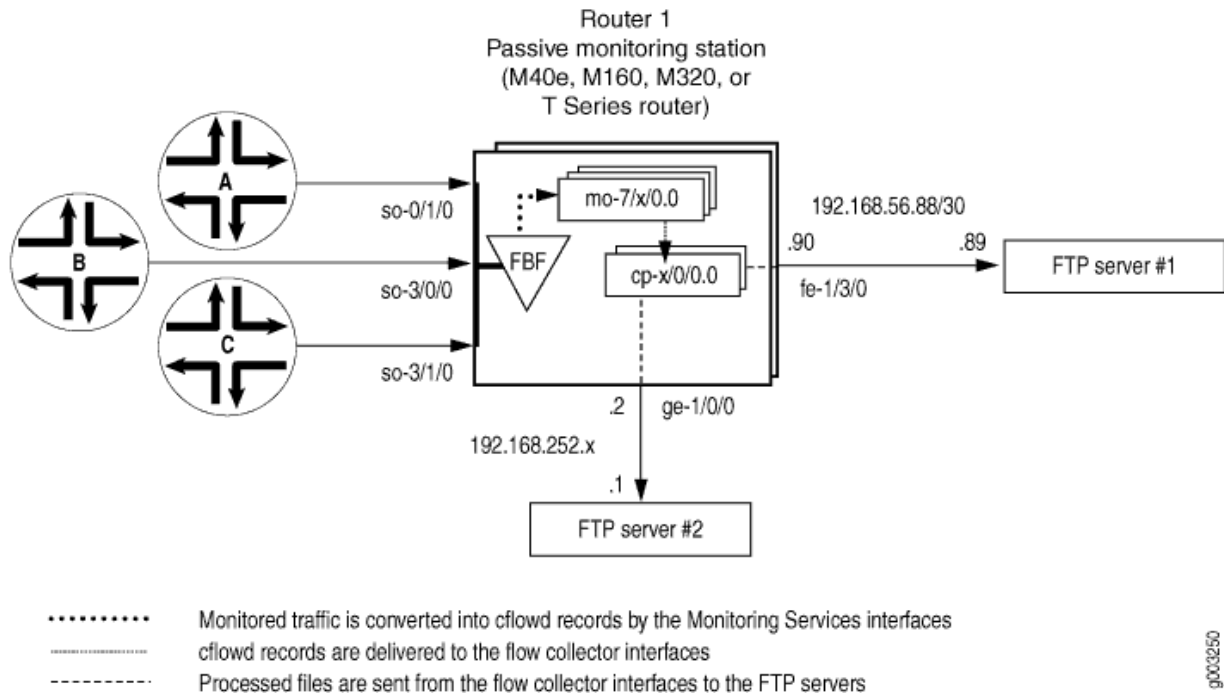 Router 1
Passive monitoring station
(M40e, M160, M320, or
T Series router)
A
B
C
so-0/1/0
so-3/0/0
so-3/1/0
FBF
mo-7/x/0.0
cp-x/0/0.0
192.168.56.88/30
.90
.89
fe-1/3/0
FTP server #1
.2
ge-1/0/0
192.168.252.x
.1
FTP server #2
Monitored traffic is converted into cflowd records by the Monitoring Services interfaces
cflowd records are delivered to the flow collector interfaces
Processed files are sent from the flow collector interfaces to the FTP servers
g003250